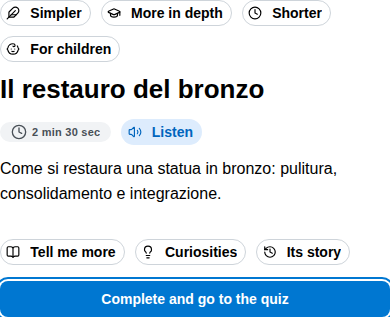 Simpler More in depth Shorter
For children
Il restauro del bronzo
2 min 30 sec Listen
Come si restaura una statua in bronzo: pulitura,
consolidamento e integrazione.
Tell me more Curiosities Its story
Complete and go to the quiz